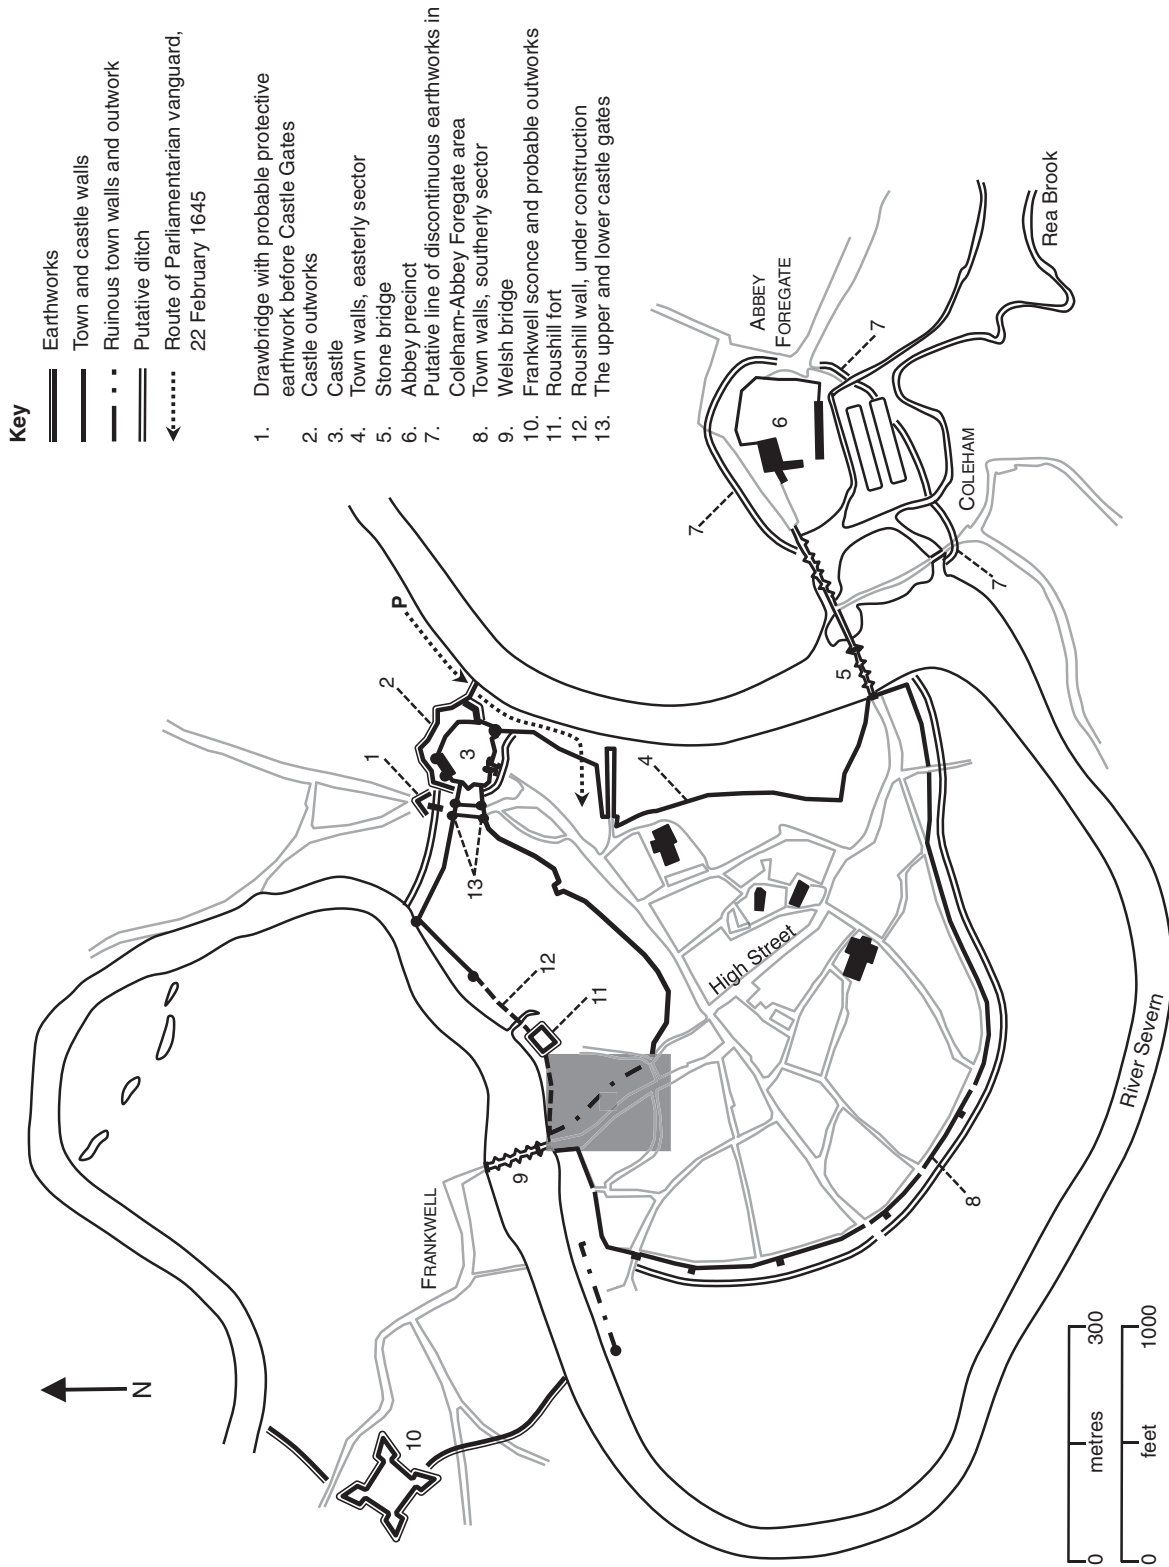 Key
Earthworks
Town and castle walls
Ruinous town walls and outwork
Putative ditch
Route of Parliamentarian vanguard,
22 February 1645
1. Drawbridge with probable protective
earthwork before Castle Gates
2. Castle outworks
3. Castle
4. Town walls, easterly sector
5. Stone bridge
6. Abbey precinct
7. Putative line of discontinuous earthworks in
Coleham-Abbey Foregate area
8. Town walls, southerly sector
9. Welsh bridge
10. Frankwell sconce and probable outworks
11. Roushill fort
12. Roushill wall, under construction
13. The upper and lower castle gates
N
10
FRANKWELL
9
P
2
1
3
13
12
11
4
High Street
8
5
7
6
ABBEY
FOREGATE
7
COLEHAM
7
Rea Brook
River Severn
0 metres 300
0 feet 1000